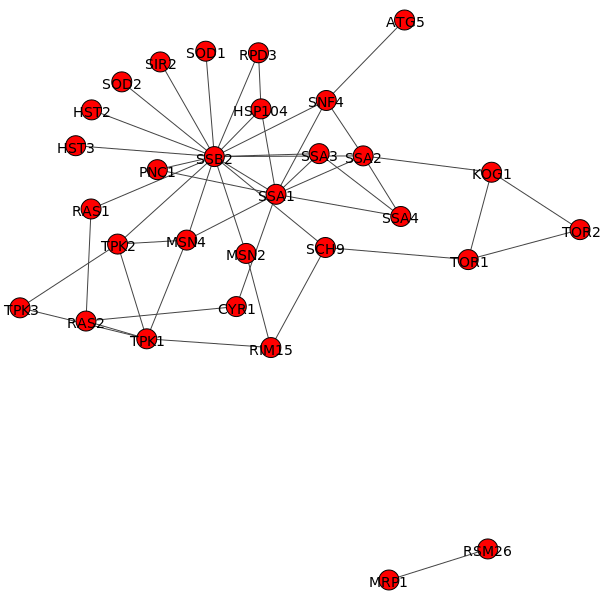 ATG5
SOD1
RPD3
SIR2
SOD2
SNF4
HST2
HSP104
HST3
SSA3
SSA2
SSB2
PNC1
KOG1
SSA1
RAS1
SSA4
TOR2
MSN4
TPK2
SCH9
MSN2
TOR1
CYR1
TPK3
RAS2
TPK1
RIM15
RSM26
MRP1